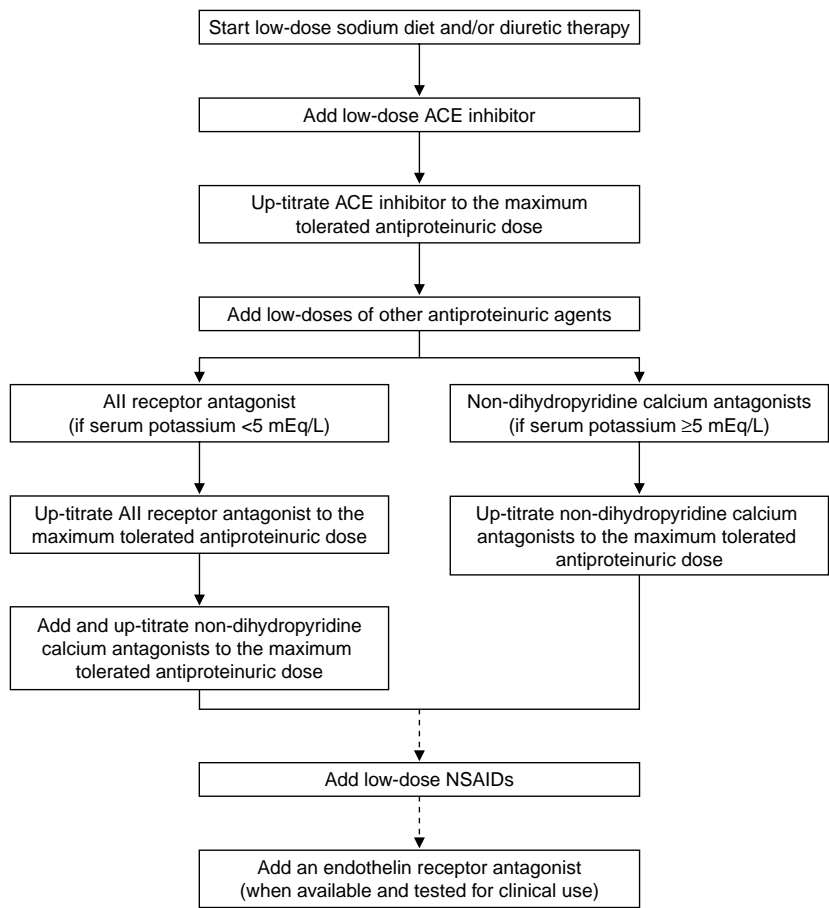 Start low-dose sodium diet and/or diuretic therapy
Add low-dose ACE inhibitor
Up-titrate ACE inhibitor to the maximum
tolerated antiproteinuric dose
Add low-doses of other antiproteinuric agents
AII receptor antagonist
(if serum potassium <5 mEq/L)
Non-dihydropyridine calcium antagonists
(if serum potassium ≥5 mEq/L)
Up-titrate AII receptor antagonist to the
maximum tolerated antiproteinuric dose
Up-titrate non-dihydropyridine calcium
antagonists to the maximum tolerated
antiproteinuric dose
Add and up-titrate non-dihydropyridine
calcium antagonists to the maximum
tolerated antiproteinuric dose
Add low-dose NSAIDs
Add an endothelin receptor antagonist
(when available and tested for clinical use)